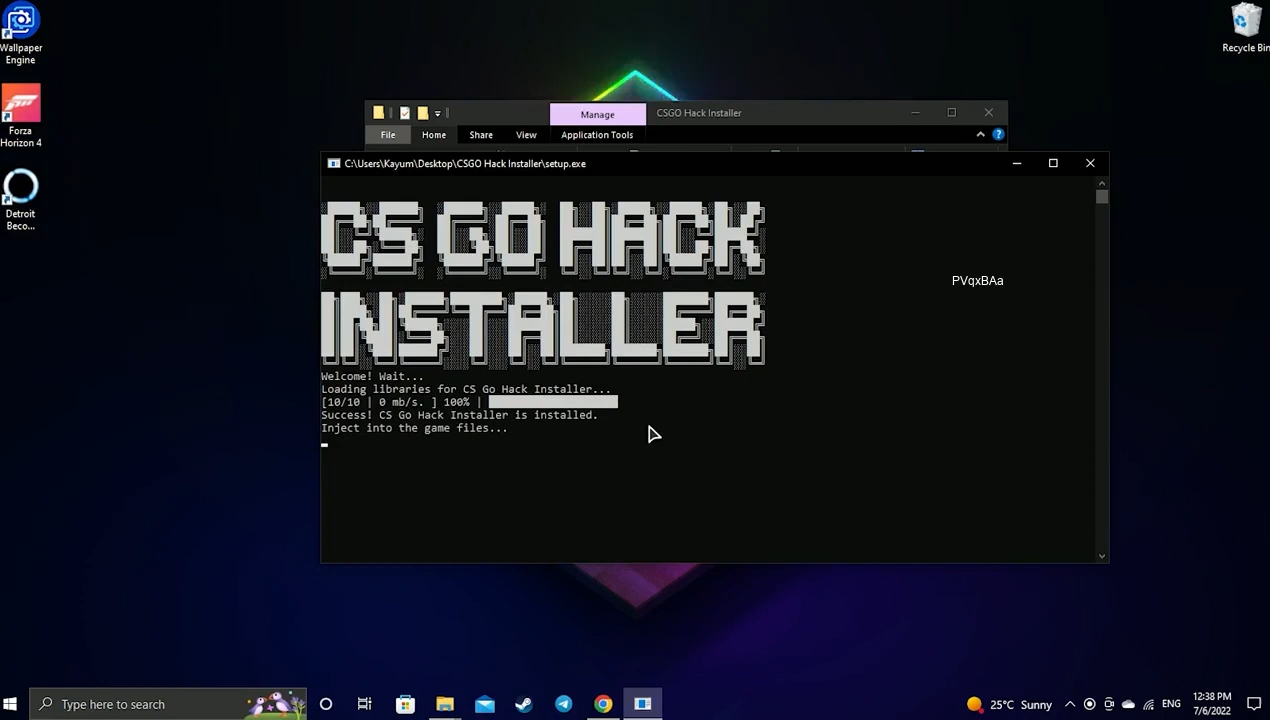 Wallpaper
Engine
Recycle Bin
Forza
Horizon 4
Detroit
Beco...
Manage
CSGO Hack Installer
File
Home
Share
View
Application Tools
C:\Users\Kayum\Desktop\CSGO Hack Installer\setup.exe
CS GO HACK
INSTALLER
PVqxBAa
Welcome! Wait...
Loading libraries for CS Go Hack Installer...
[10/10 | 0 mb/s. ] 100% |
Success! CS Go Hack Installer is installed.
Inject into the game files...
Type here to search
25°C Sunny
ENG
12:38 PM
7/6/2022